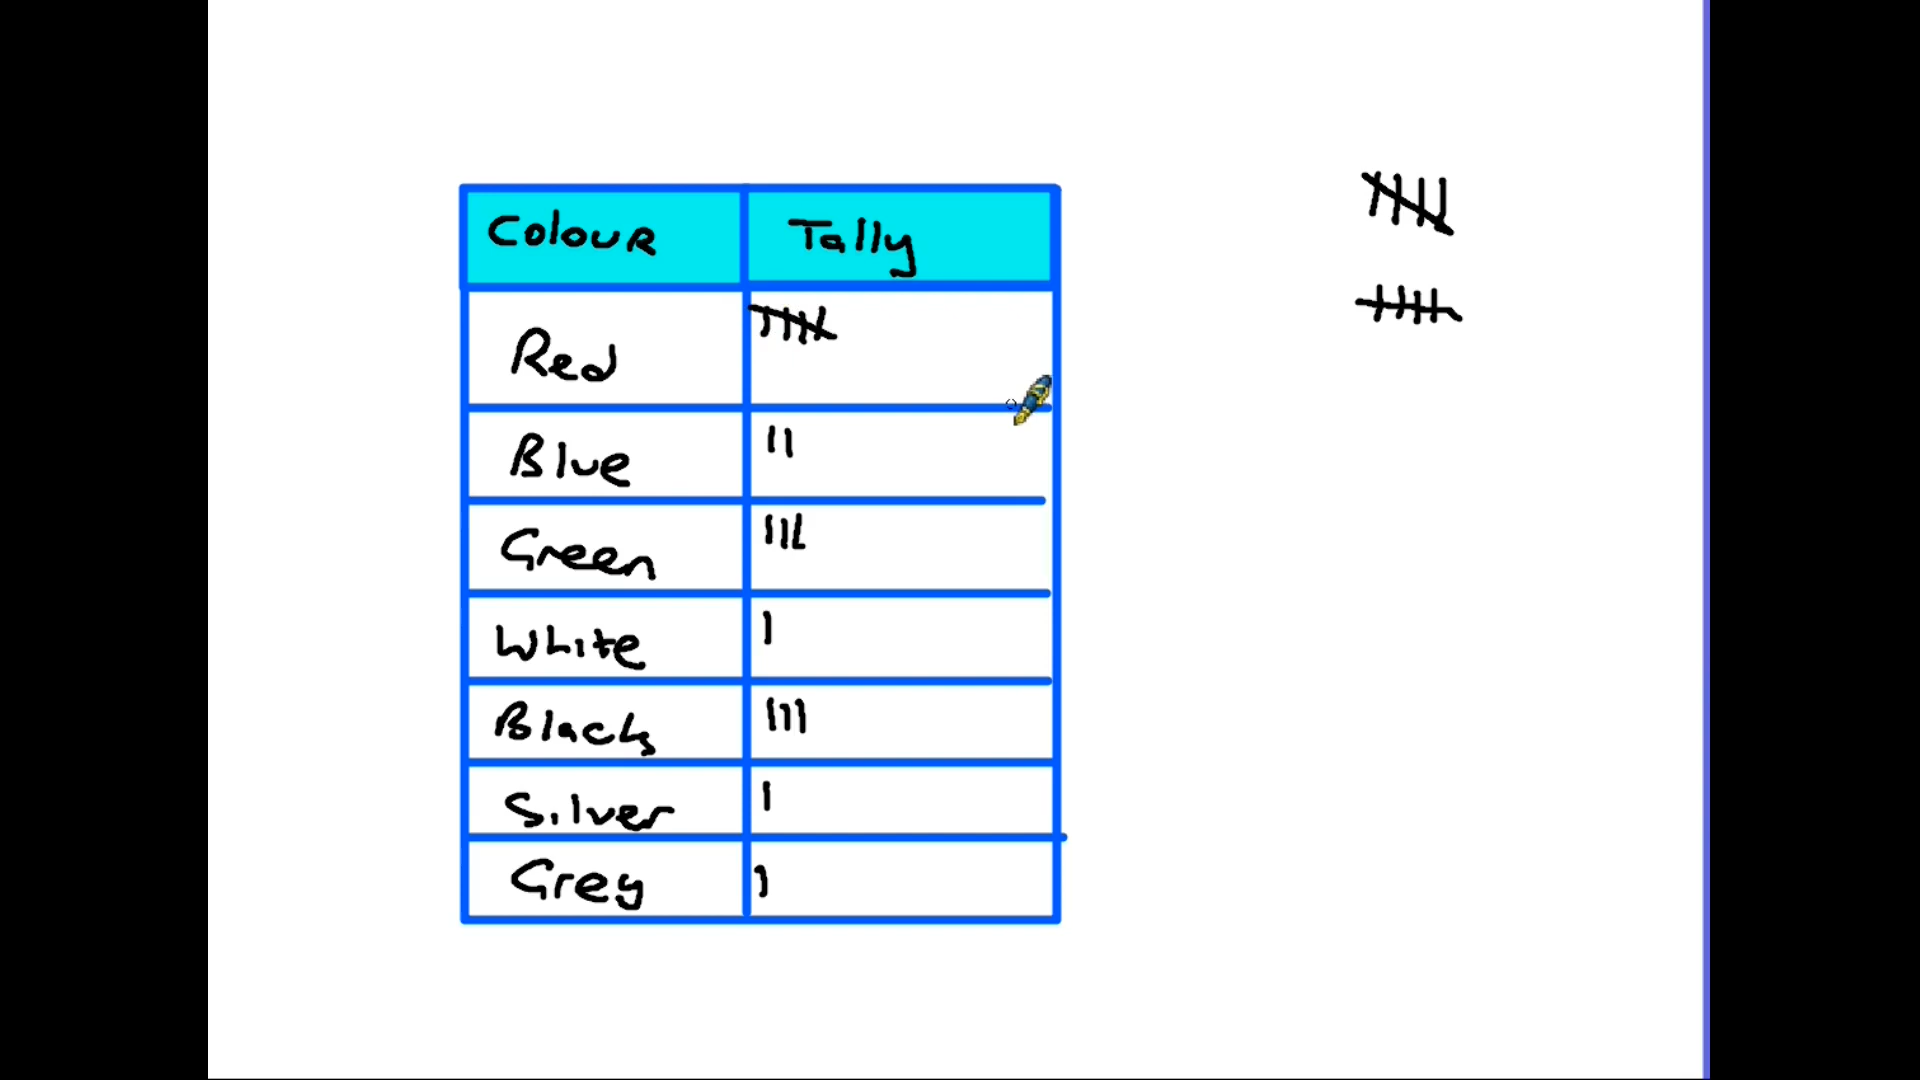 Colour Tally
Red
Blue ||
Green |||
White |
Black |||
Silver |
Grey |